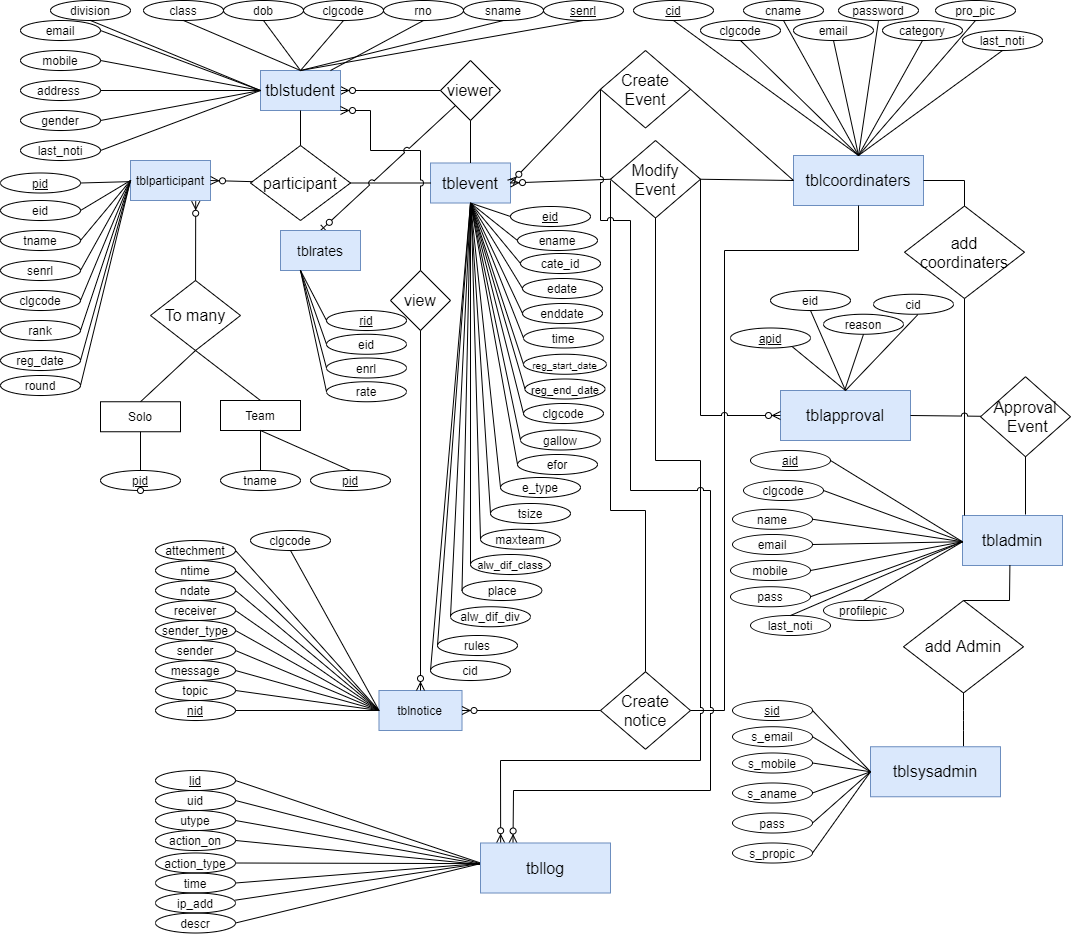 division
class
dob
clgcode
rno
sname
senrl
email
mobile
address
gender
last_noti
tblstudent
viewer
cid
cname
password
pro_pic
clgcode
email
category
last_noti
Create
Event
Modify
Event
tblcoordinaters
add
coordinaters
tblparticipant
participant
tblevent
pid
eid
tname
senrl
clgcode
rank
reg_date
round
To many
Solo
Team
pid
tname
pid
tblrates
rid
eid
enrl
rate
view
eid
ename
cate_id
edate
enddate
time
reg_start_date
reg_end_date
clgcode
gallow
efor
e_type
tsize
maxteam
alw_dif_class
place
alw_dif_div
rules
cid
eid
cid
apid
reason
tblapproval
Approval
Event
aid
clgcode
name
email
mobile
pass
last_noti
profilepic
tbladmin
add Admin
sid
s_email
s_mobile
s_aname
pass
s_propic
tblsysadmin
clgcode
attechment
ntime
ndate
receiver
sender_type
sender
message
topic
nid
tblnotice
Create
notice
lid
uid
utype
action_on
action_type
time
ip_add
descr
tbllog